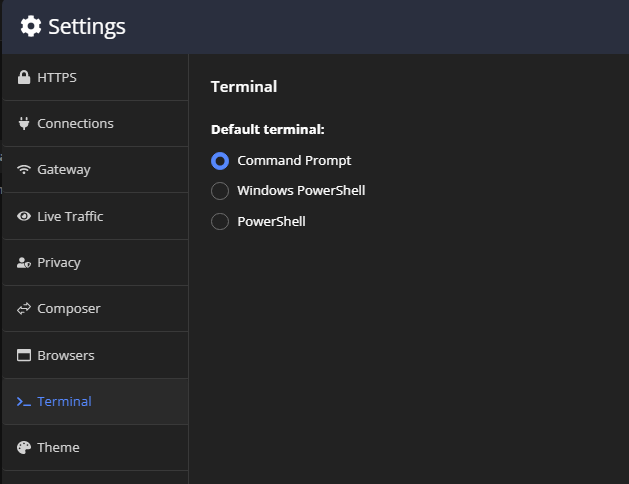 Settings
HTTPS
Connections
Gateway
Live Traffic
Privacy
Composer
Browsers
Terminal
Theme
Terminal
Default terminal:
Command Prompt
Windows PowerShell
PowerShell